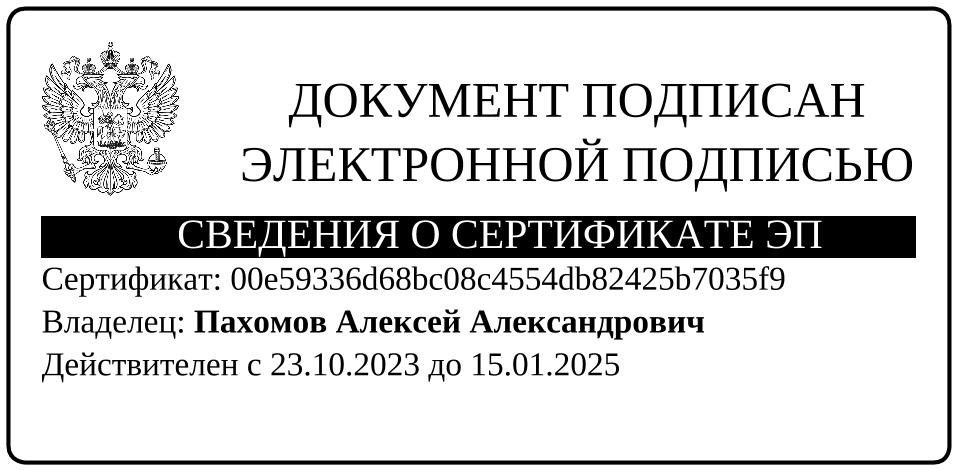 ДОКУМЕНТ ПОДПИСАН
ЭЛЕКТРОННОЙ ПОДПИСЬЮ
СВЕДЕНИЯ О СЕРТИФИКАТЕ ЭП
Сертификат: 00e59336d68bc08c4554db82425b7035f9
Владелец: Пахомов Алексей Александрович
Действителен с 23.10.2023 до 15.01.2025